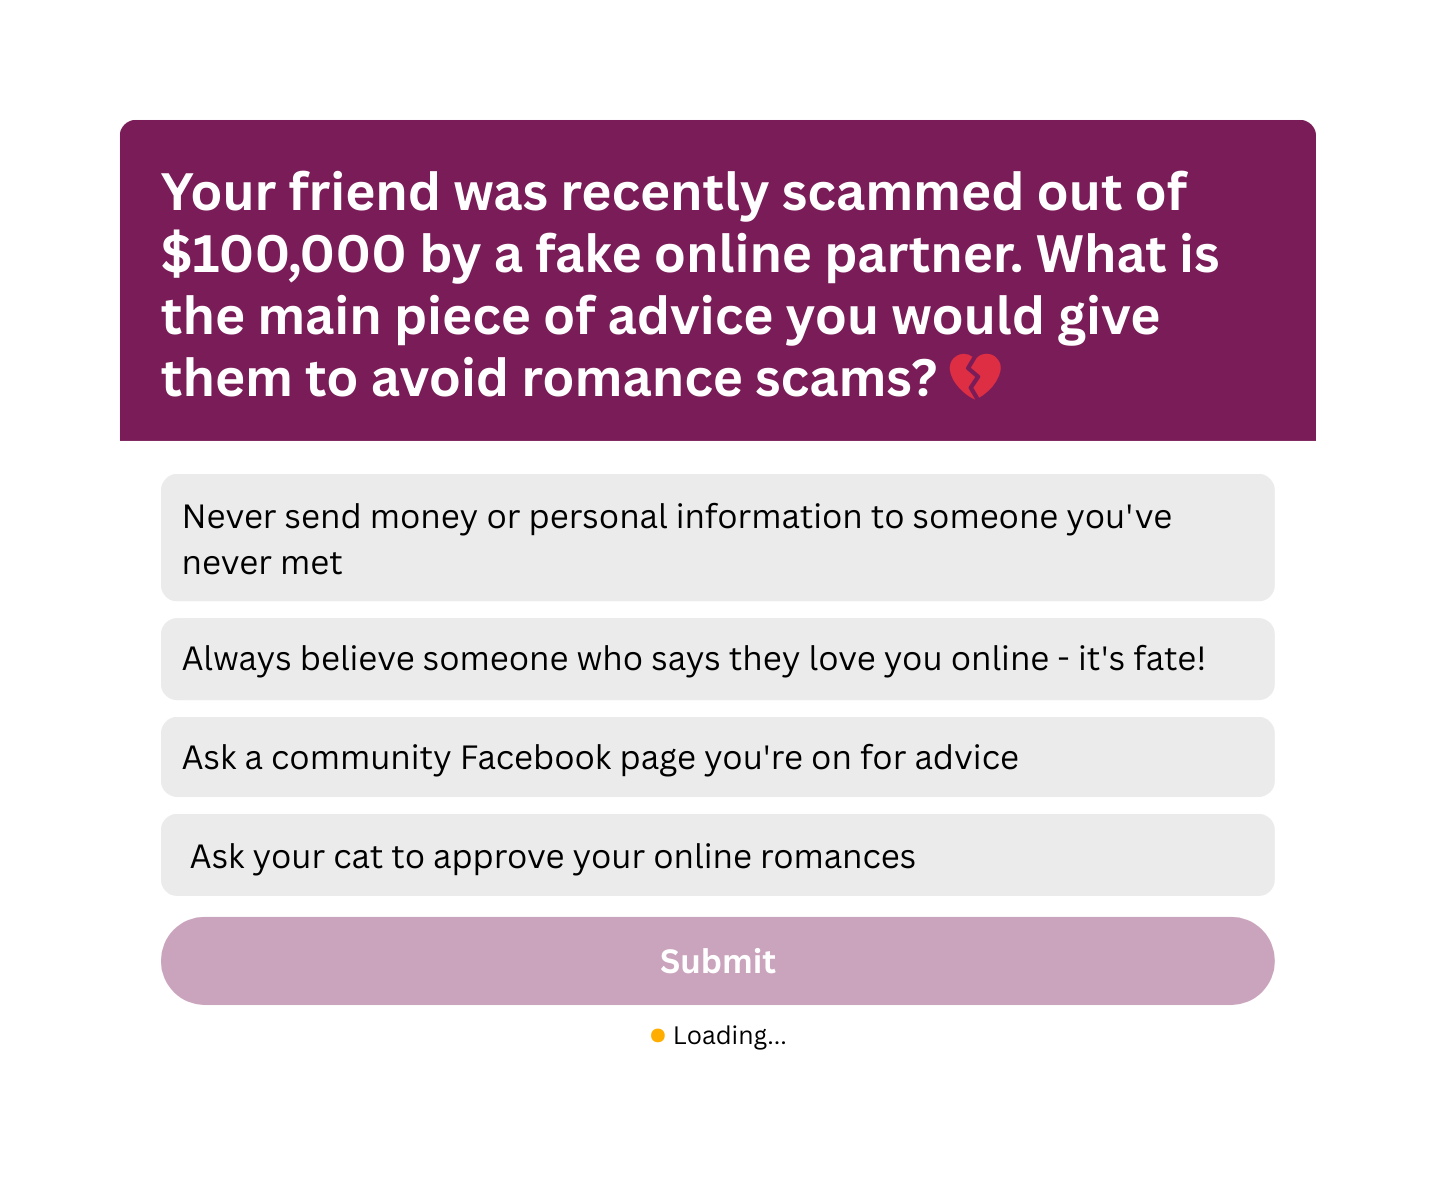 Your friend was recently scammed out of
$100,000 by a fake online partner. What is
the main piece of advice you would give
them to avoid romance scams? 💔
Never send money or personal information to someone you've
never met
Always believe someone who says they love you online - it's fate!
Ask a community Facebook page you're on for advice
Ask your cat to approve your online romances
Submit
Loading...